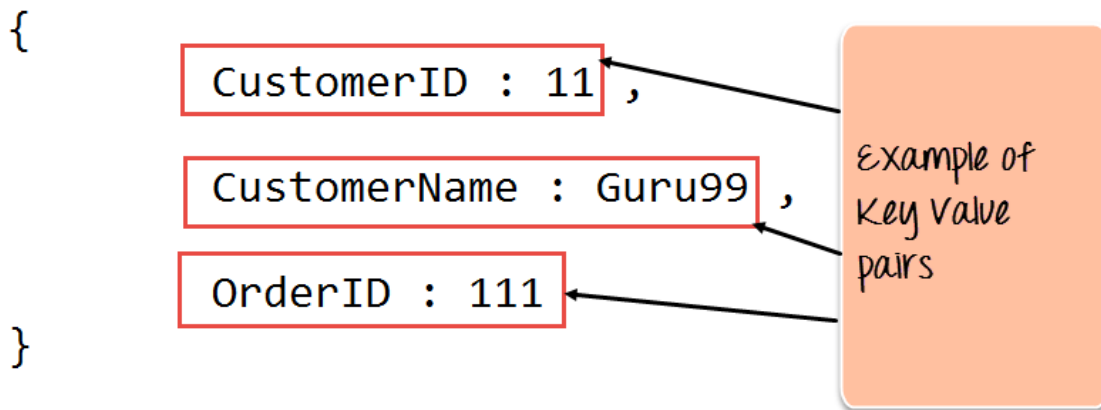 {
CustomerID : 11 ,
CustomerName : Guru99 ,
OrderID : 111
}
Example of
Key Value
pairs